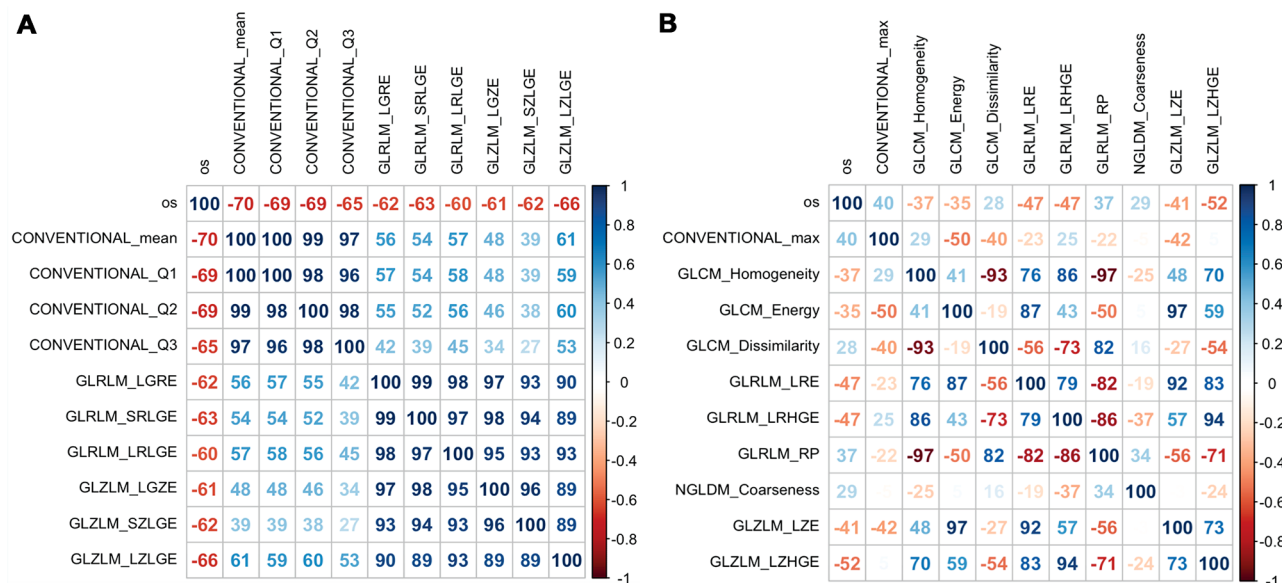 A
os
CONVENTIONAL_mean
CONVENTIONAL_Q1
CONVENTIONAL_Q2
CONVENTIONAL_Q3
GLRLM_LGRE
GLRLM_SRLGE
GLRLM_LRLGE
GLZLM_LGZE
GLZLM_SZLGE
GLZLM_LZLGE
os 100 -70 -69 -69 -65 -62 -63 -60 -61 -62 -66
CONVENTIONAL_mean -70 100 100 99 97 56 54 57 48 39 61
CONVENTIONAL_Q1 -69 100 100 98 96 57 54 58 48 39 59
CONVENTIONAL_Q2 -69 99 98 100 98 55 52 56 46 38 60
CONVENTIONAL_Q3 -65 97 96 98 100 42 39 45 34 27 53
GLRLM_LGRE -62 56 57 55 42 100 99 98 97 93 90
GLRLM_SRLGE -63 54 54 52 39 99 100 97 98 94 89
GLRLM_LRLGE -60 57 58 56 45 98 97 100 95 93 93
GLZLM_LGZE -61 48 48 46 34 97 98 95 100 96 89
GLZLM_SZLGE -62 39 39 38 27 93 94 93 96 100 89
GLZLM_LZLGE -66 61 59 60 53 90 89 93 89 89 100
1
0.8
0.6
0.4
0.2
0
-0.2
-0.4
-0.6
-0.8
-1
B
os
CONVENTIONAL_max
GLCM_Homogeneity
GLCM_Energy
GLCM_Dissimilarity
GLRLM_LRE
GLRLM_LRHGE
GLRLM_RP
NGLDM_Coarseness
GLZLM_LZE
GLZLM_LZHGE
os 100 40 -37 -35 28 -47 -47 37 29 -41 -52
CONVENTIONAL_max 40 100 29 -50 -40 -23 25 -22 -42
GLCM_Homogeneity -37 29 100 41 -93 76 86 -97 -25 48 70
GLCM_Energy -35 -50 41 100 -19 87 43 -50 97 59
GLCM_Dissimilarity 28 -40 -93 -19 100 -56 -73 82 16 -27 -54
GLRLM_LRE -47 -23 76 87 -56 100 79 -82 -19 92 83
GLRLM_LRHGE -47 25 86 43 -73 79 100 -86 -37 57 94
GLRLM_RP 37 -22 -97 -50 82 -82 -86 100 34 -56 -71
NGLDM_Coarseness 29 -25 16 -19 -37 34 100 -24
GLZLM_LZE -41 -42 48 97 -27 92 57 -56 100 73
GLZLM_LZHGE -52 70 59 -54 83 94 -71 -24 73 100
1
0.8
0.6
0.4
0.2
0
-0.2
-0.4
-0.6
-0.8
-1